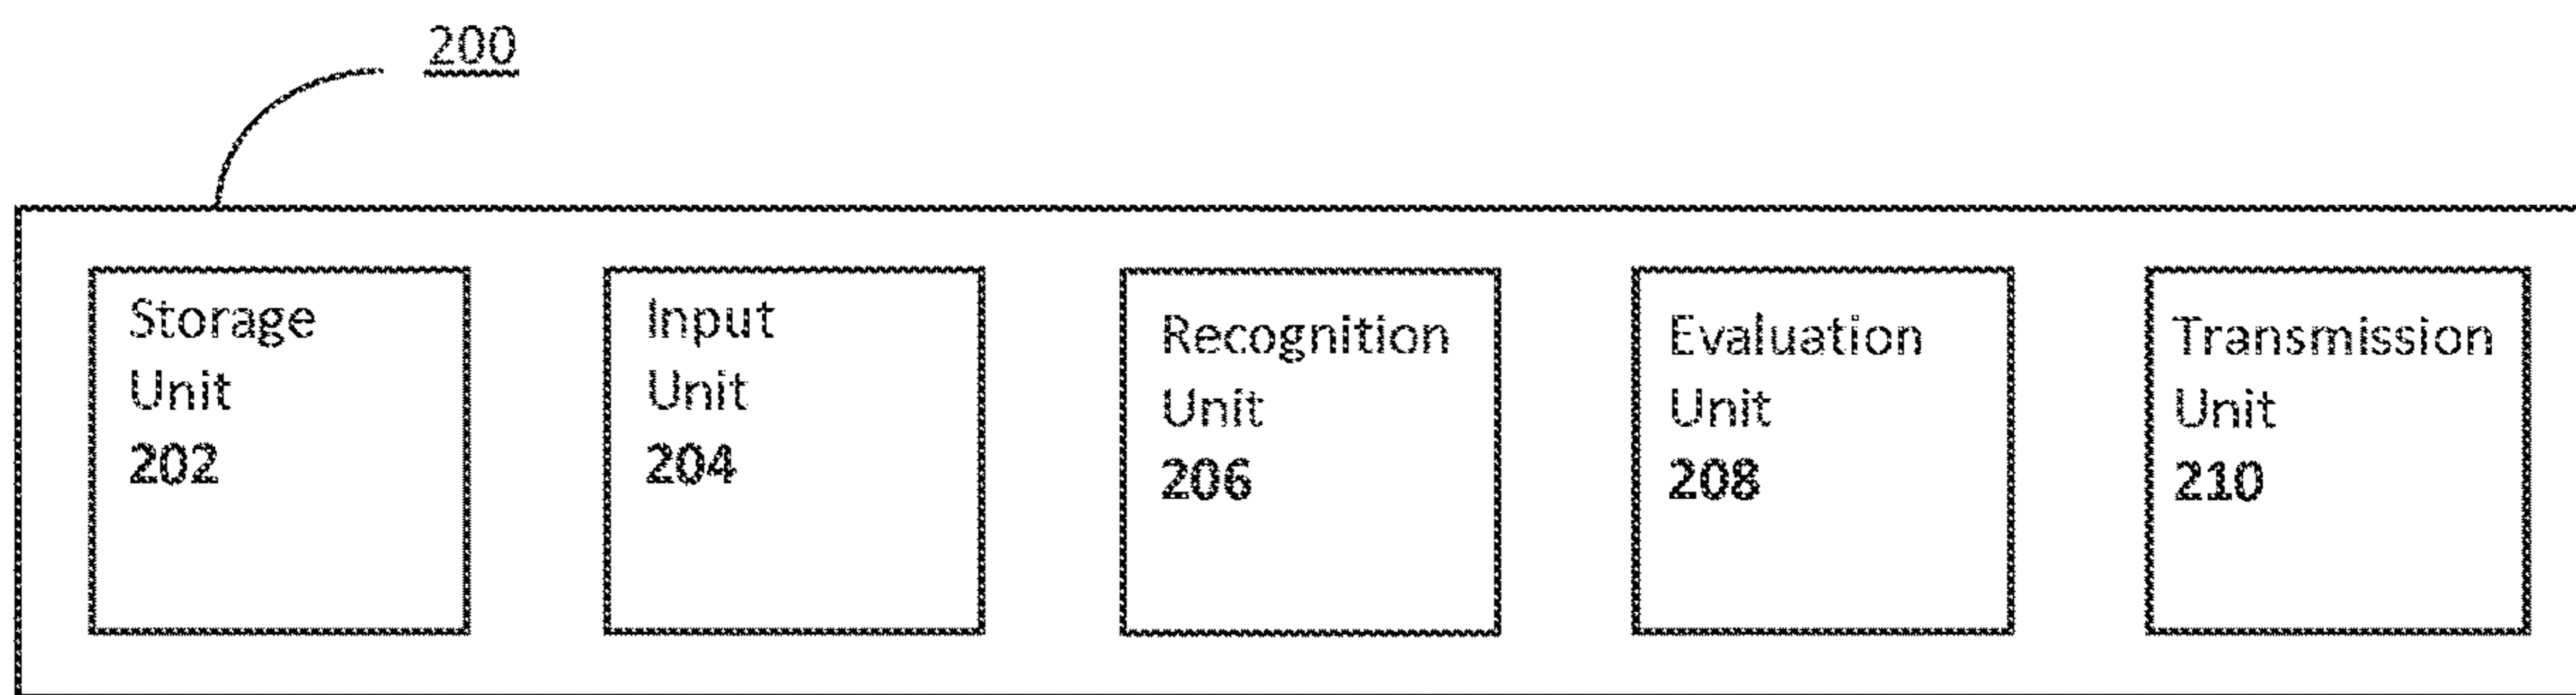 200
Storage
Unit
202
Input
Unit
204
Recognition
Unit
206
Evaluation
Unit
208
Transmission
Unit
210